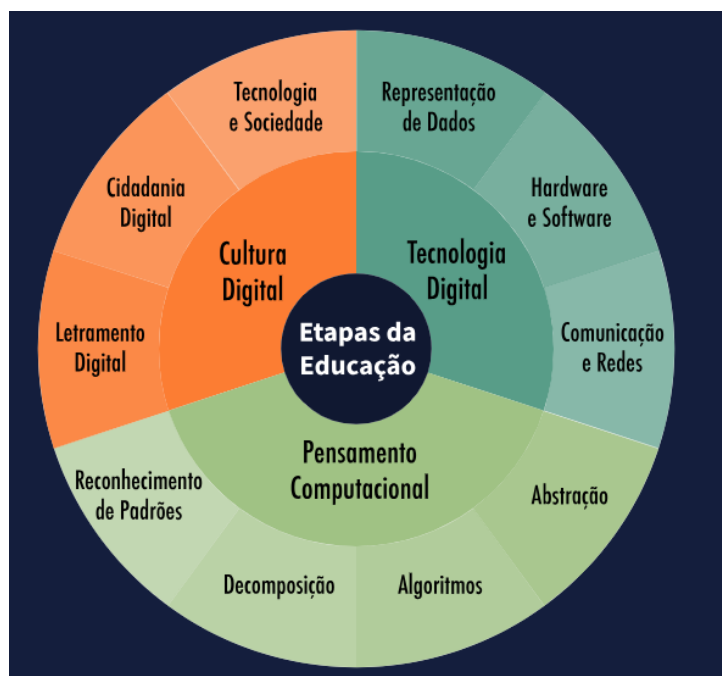 Tecnologia
e Sociedade
Representação
de Dados
Cidadania
Digital
Hardware
e Software
Cultura
Digital
Tecnologia
Digital
Letramento
Digital
Etapas da
Educação
Comunicação
e Redes
Pensamento
Computacional
Reconhecimento
de Padrões
Abstração
Decomposição
Algoritmos